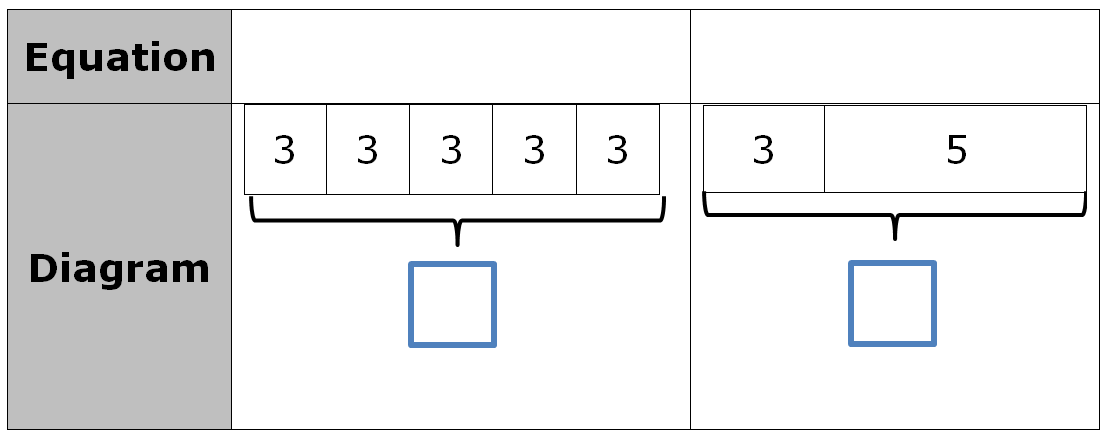 Equation
3 3 3 3 3
3 5
Diagram